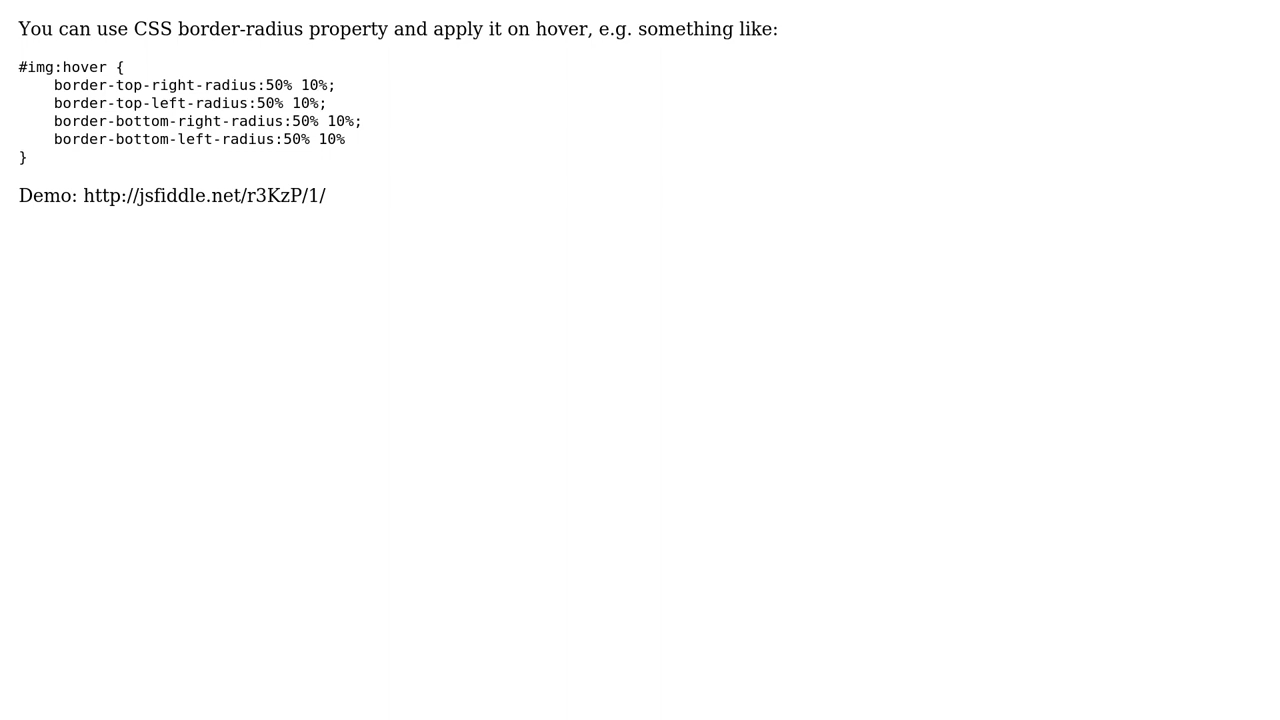 You can use CSS border-radius property and apply it on hover, e.g. something like:
#img:hover {
    border-top-right-radius:50% 10%;
    border-top-left-radius:50% 10%;
    border-bottom-right-radius:50% 10%;
    border-bottom-left-radius:50% 10%
}
Demo: http://jsfiddle.net/r3KzP/1/